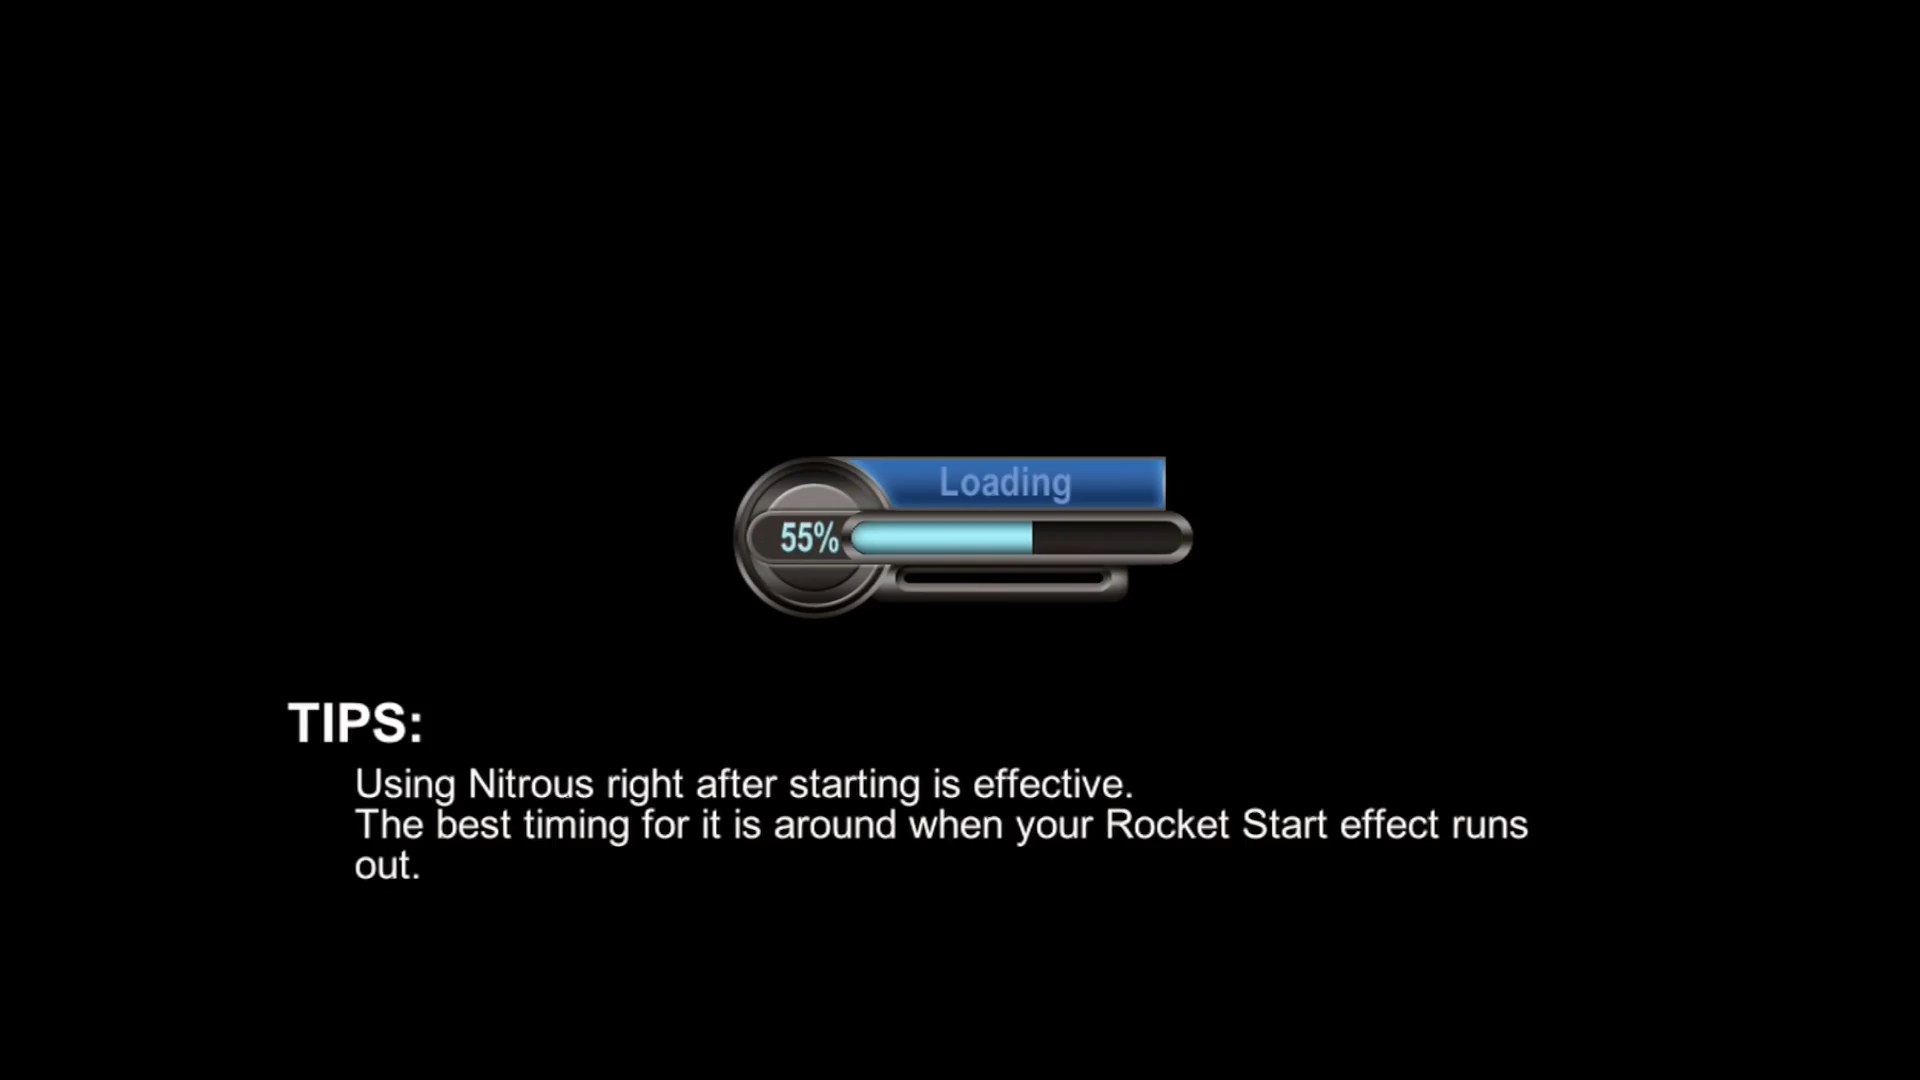 Loading
55%
TIPS:
Using Nitrous right after starting is effective.
The best timing for it is around when your Rocket Start effect runs
out.